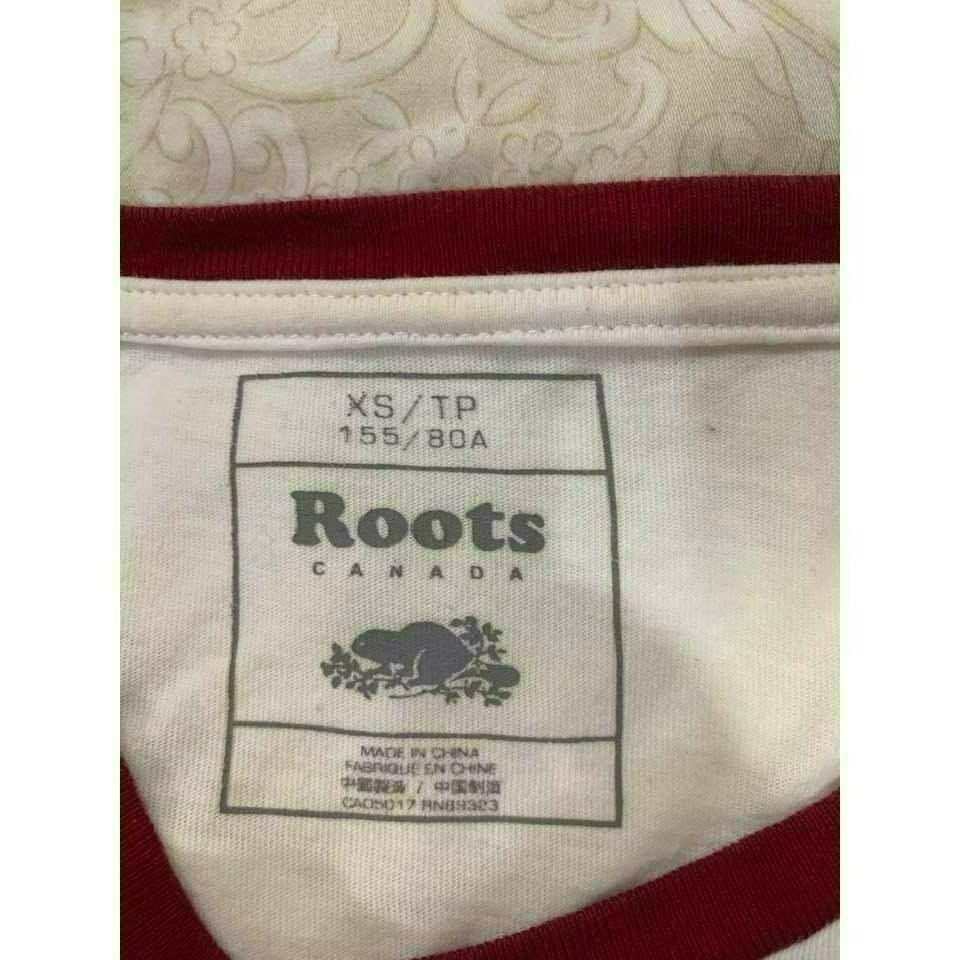 XS/TP
155/80A
Roots
CANADA
MADE IN CHINA
FABRIQUE EN CHINE
中國製造 / 中国制造
CA05017 RN89323